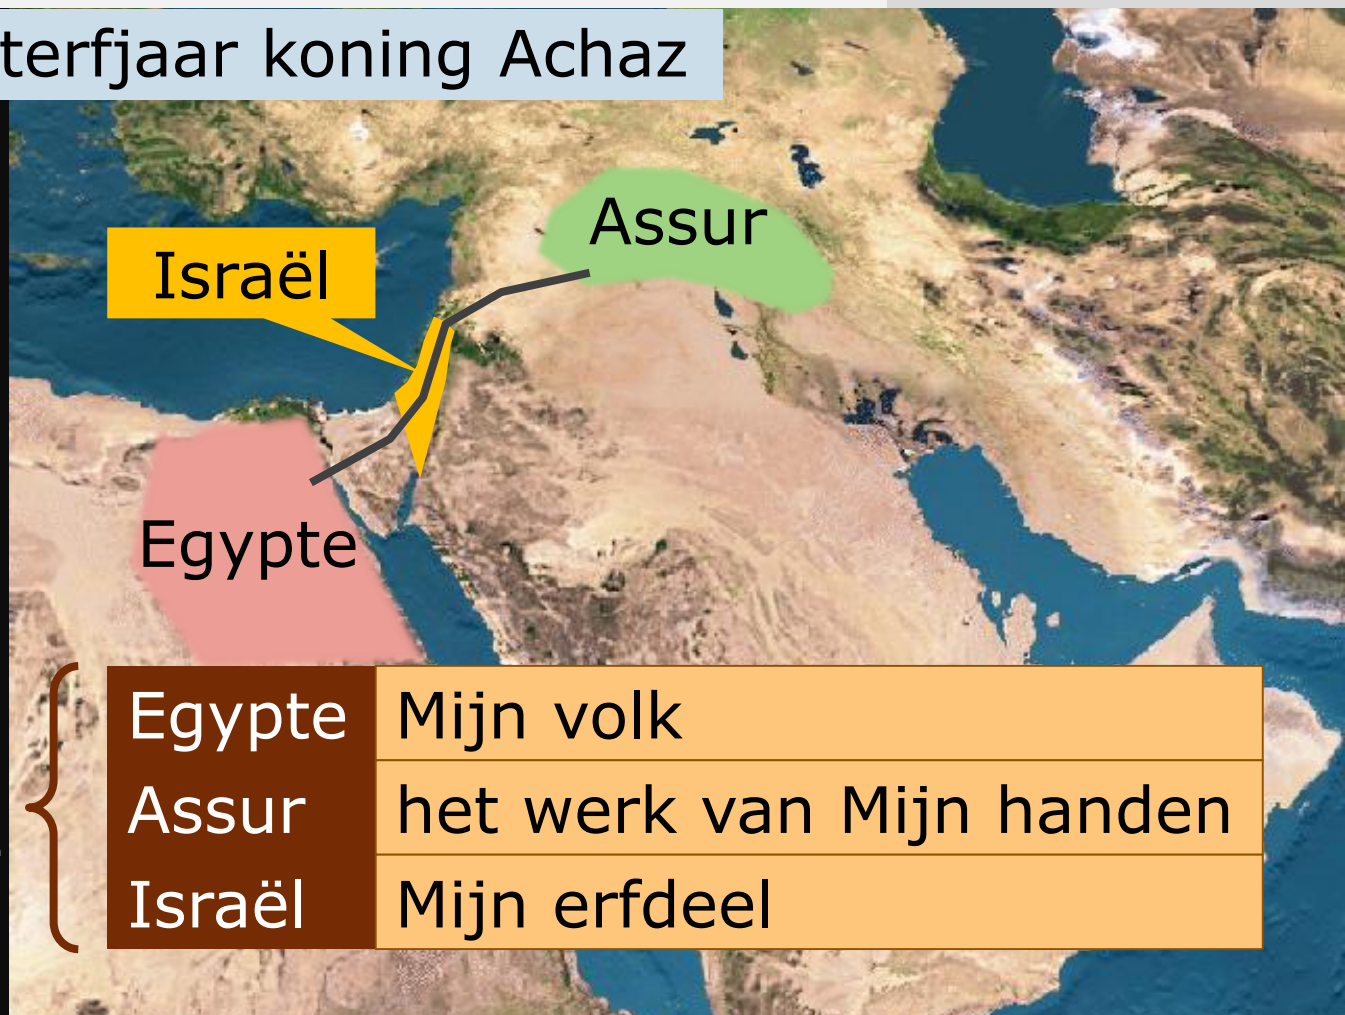 terfjaar koning Achaz
Assur
Israël
Egypte
Egypte Mijn volk
Assur het werk van Mijn handen
Israël Mijn erfdeel